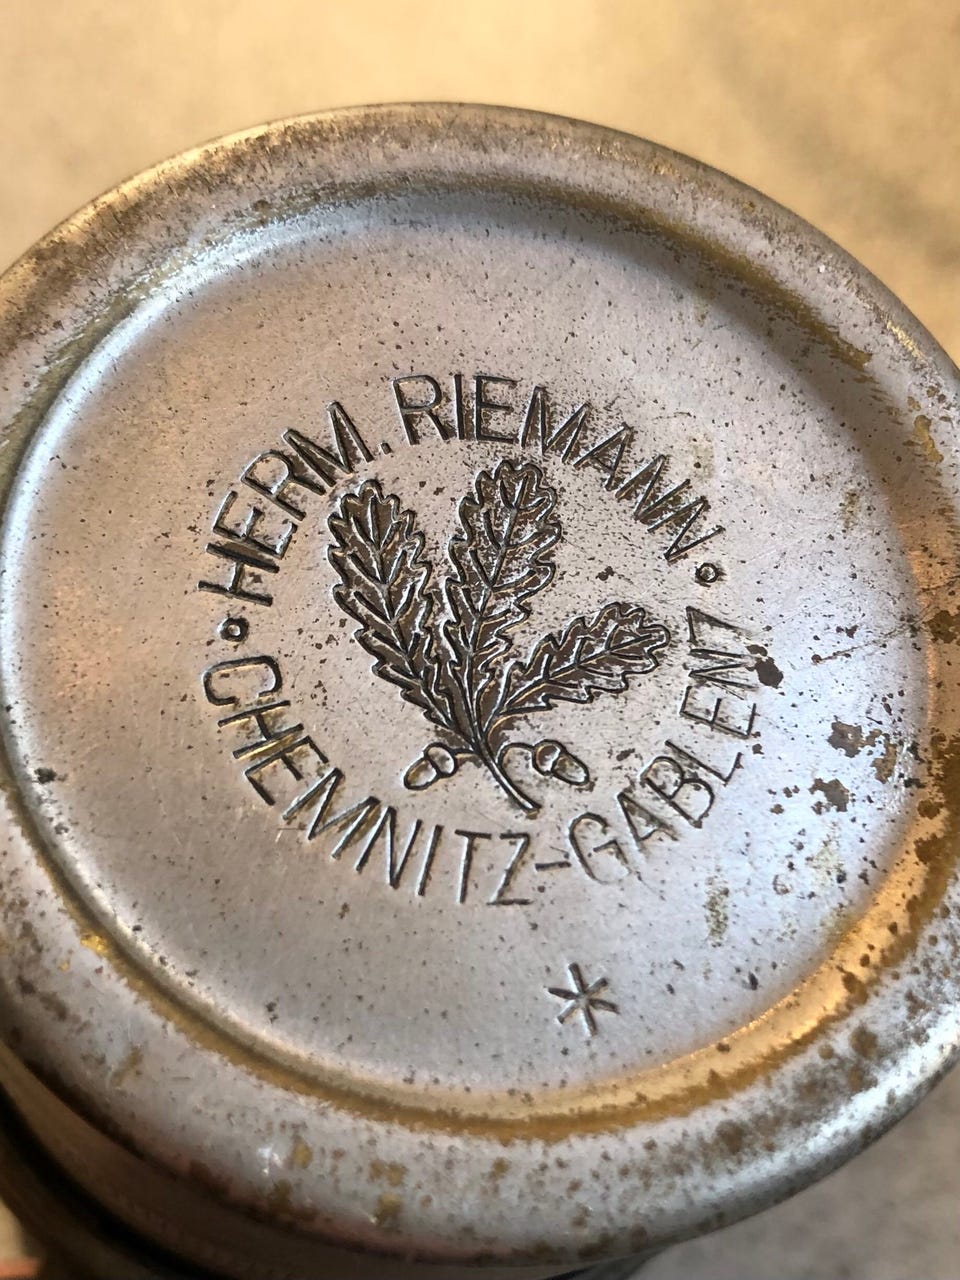 HERM. RIEMANN
CHEMNITZ-GABLENZ
*